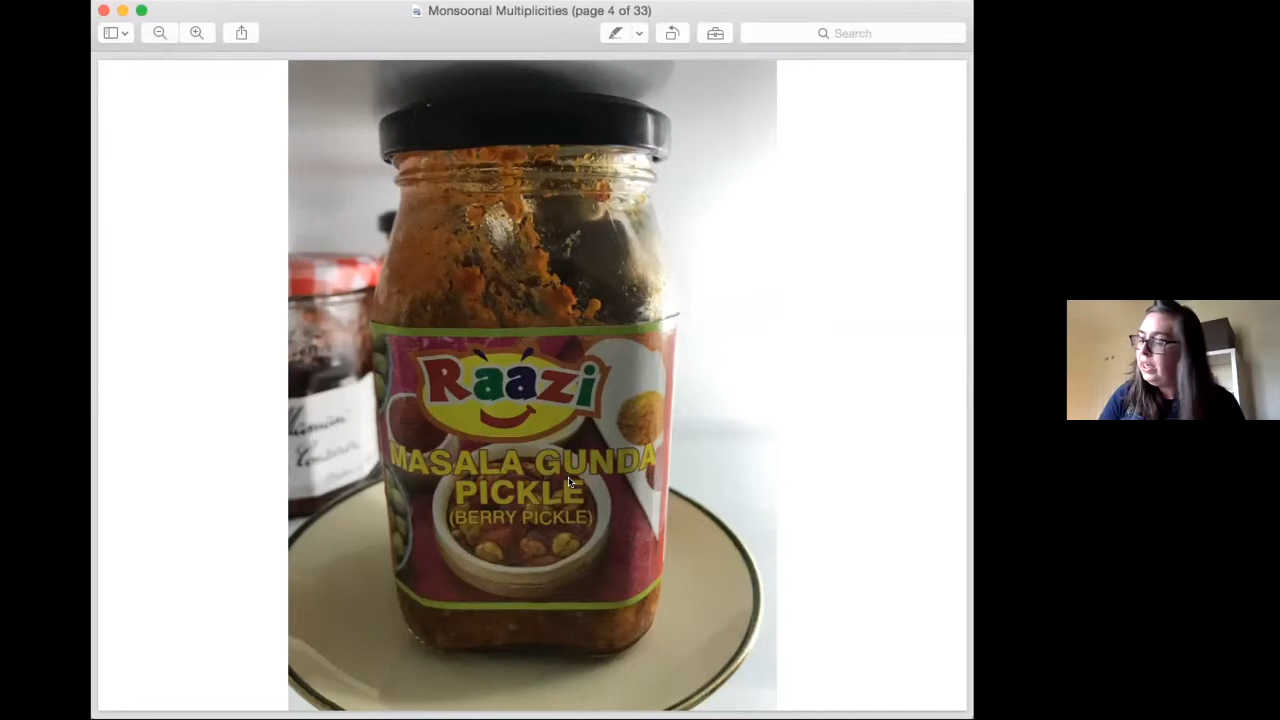 Monsoonal Multiplicities (page 4 of 33)
Search
Raazi
MASALA GUNDA
PICKLE
(BERRY PICKLE)